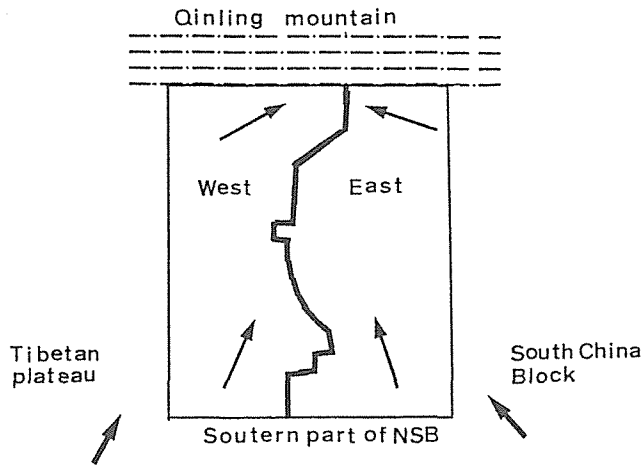 Qinling mountain
West
East
Tibetan
plateau
South China
Block
Soutern part of NSB